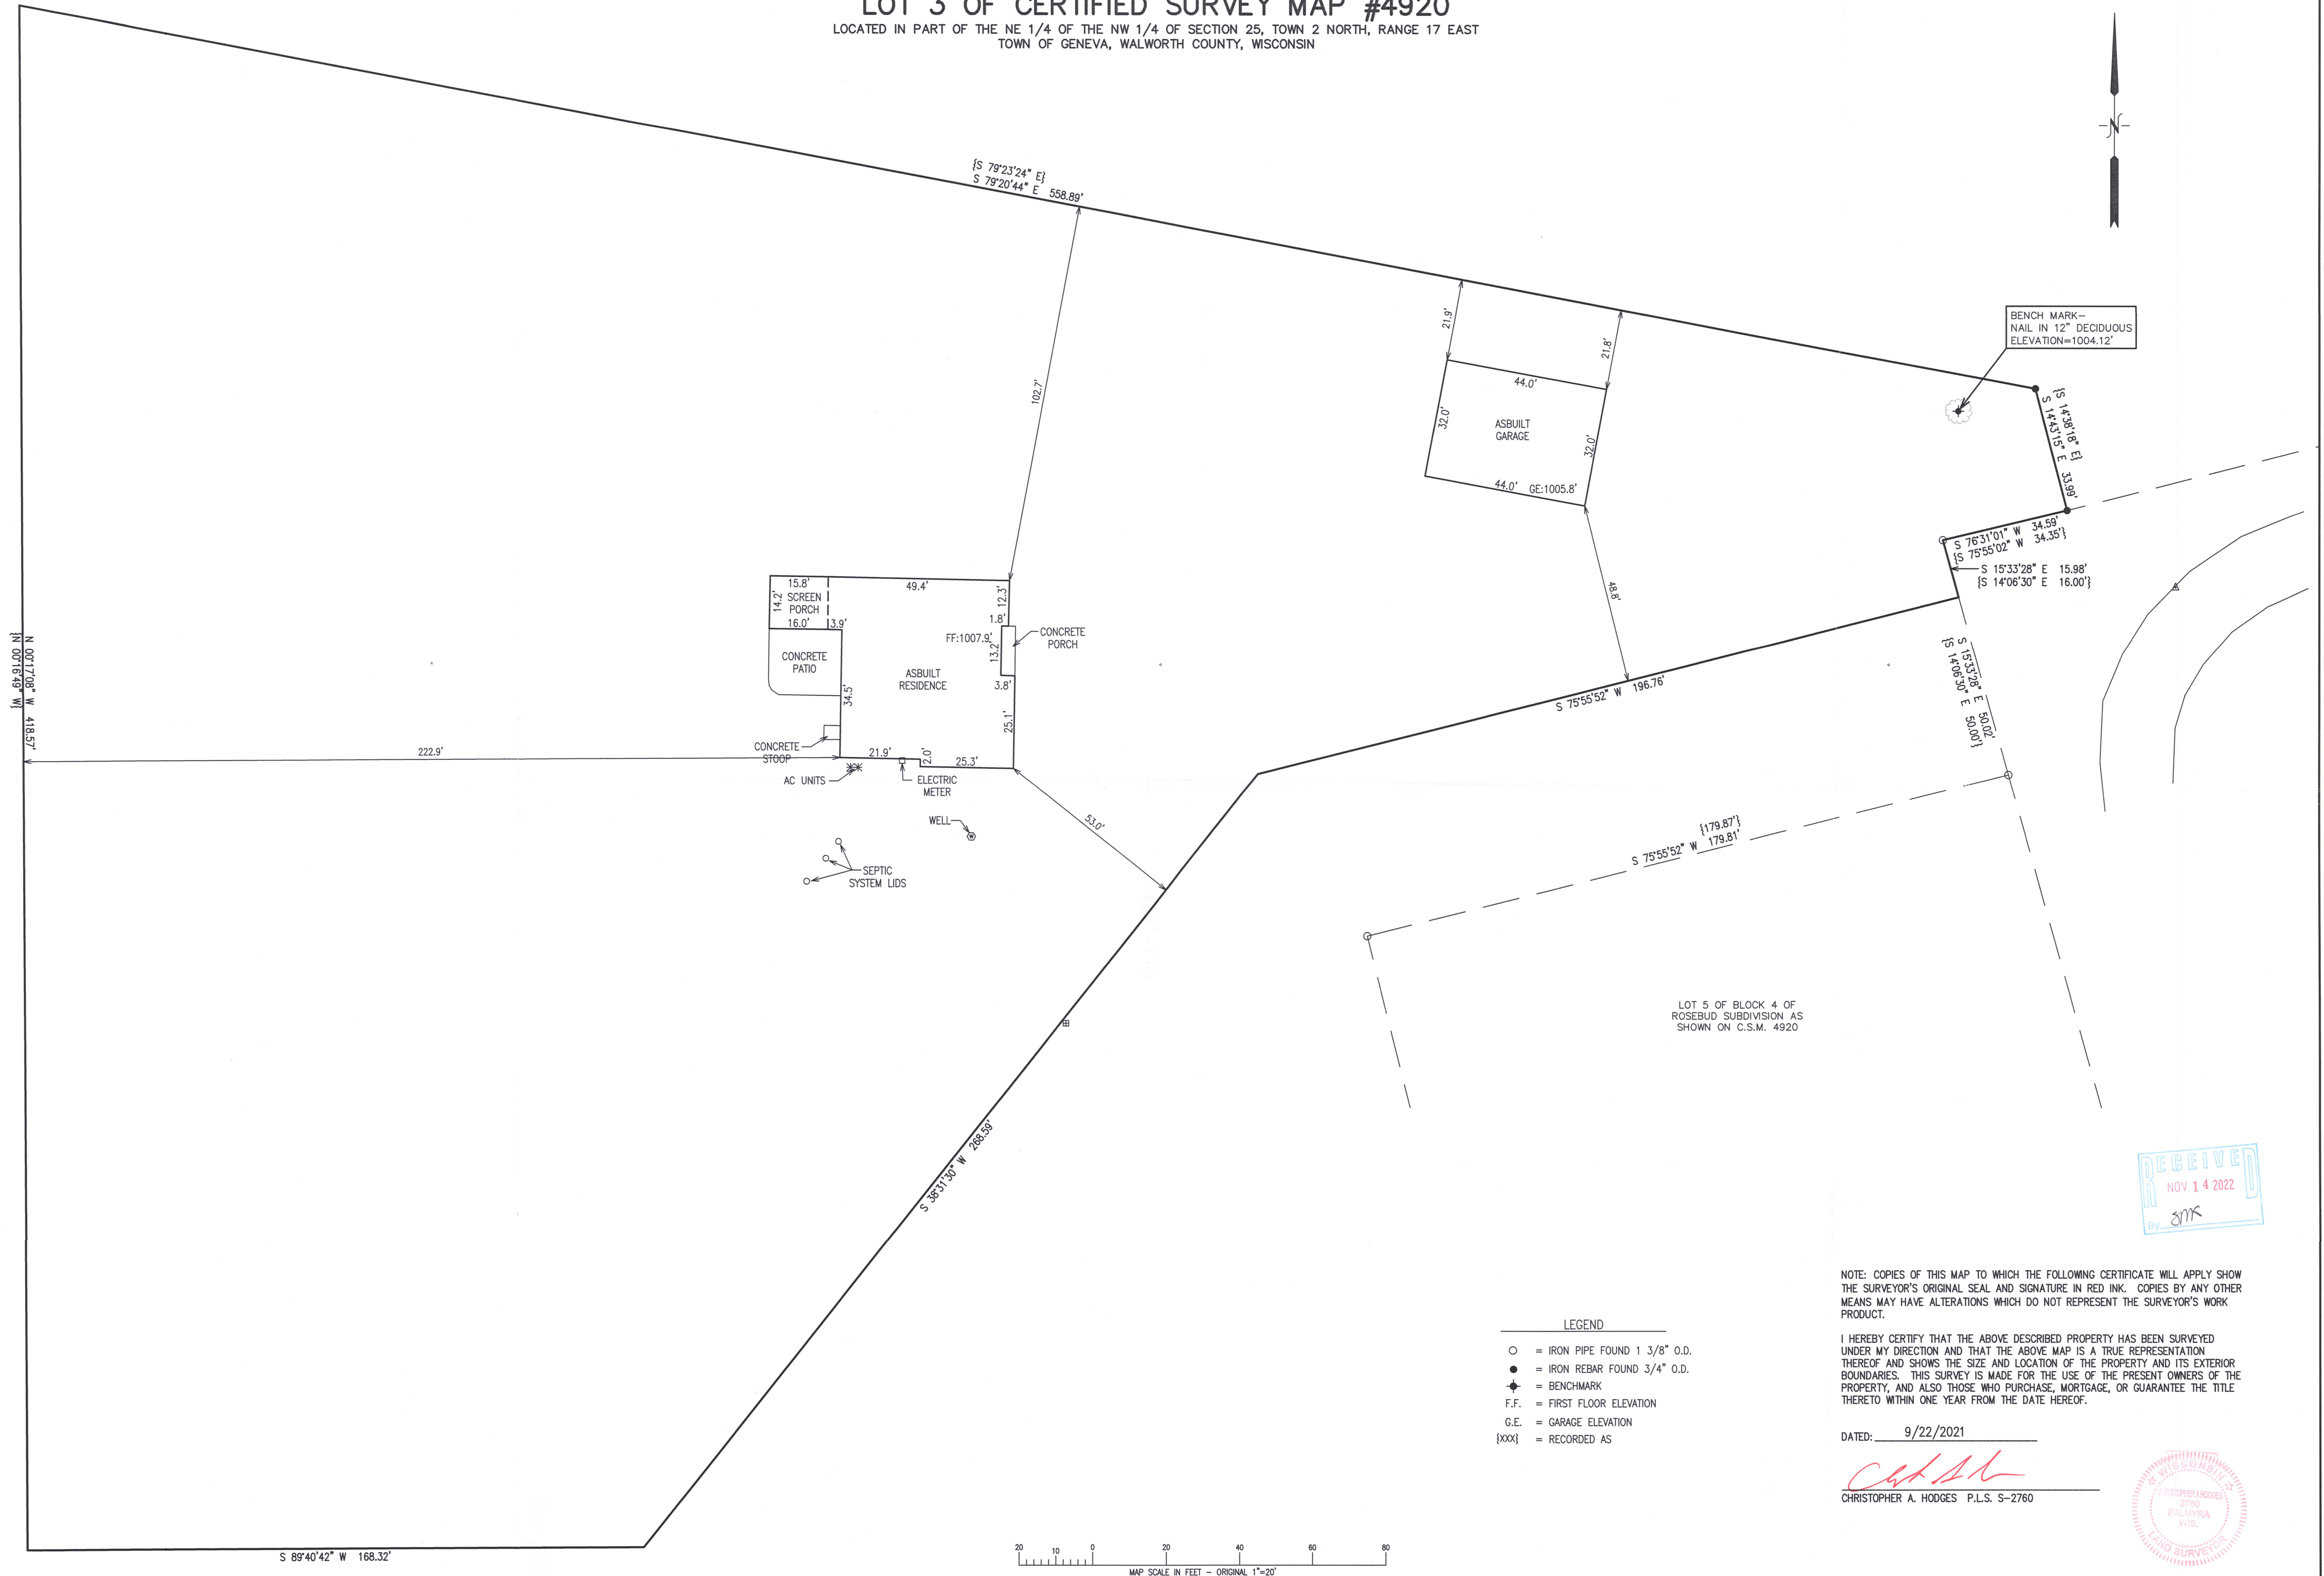 LOT 3 OF CERTIFIED SURVEY MAP #4920
LOCATED IN PART OF THE NE 1/4 OF THE NW 1/4 OF SECTION 25, TOWN 2 NORTH, RANGE 17 EAST
TOWN OF GENEVA, WALWORTH COUNTY, WISCONSIN
N
{S 79°23'24" E}
S 79°20'44" E 558.89'
102.7'
21.9'
21.8'
44.0'
32.0'
ASBUILT
GARAGE
32.0'
44.0' GE:1005.8'
48.8'
BENCH MARK-
NAIL IN 12" DECIDUOUS
ELEVATION=1004.12'
{S 14°38'18" E}
S 14°43'15" E 33.99'
S 76°31'01" W 34.59'
{S 75°55'02" W 34.35'}
S 15°33'28" E 15.98'
{S 14°06'30" E 16.00'}
S 15°33'28" E 50.02'
{S 14°06'30" E 50.00'}
S 75°55'52" W 196.76'
{179.87'}
S 75°55'52" W 179.81'
15.8'
49.4'
14.2'
SCREEN
PORCH
16.0'
3.9'
12.3'
1.8'
FF:1007.9'
13.2'
CONCRETE
PORCH
CONCRETE
PATIO
ASBUILT
RESIDENCE
3.8'
34.5'
25.1'
CONCRETE
STOOP
21.9'
2.0'
25.3'
AC UNITS
ELECTRIC
METER
WELL
W
53.0'
SEPTIC
SYSTEM LIDS
N 00°17'08" W 418.57'
{N 00°16'49" W}
222.9'
S 38°31'30" W 268.59'
S 89°40'42" W 168.32'
LOT 5 OF BLOCK 4 OF
ROSEBUD SUBDIVISION AS
SHOWN ON C.S.M. 4920
RECEIVED
NOV 14 2022
By SMR
LEGEND
= IRON PIPE FOUND 1 3/8" O.D.
= IRON REBAR FOUND 3/4" O.D.
= BENCHMARK
F.F. = FIRST FLOOR ELEVATION
G.E. = GARAGE ELEVATION
{XXX} = RECORDED AS
20 10 0 20 40 60 80
MAP SCALE IN FEET - ORIGINAL 1"=20'
NOTE: COPIES OF THIS MAP TO WHICH THE FOLLOWING CERTIFICATE WILL APPLY SHOW
THE SURVEYOR'S ORIGINAL SEAL AND SIGNATURE IN RED INK. COPIES BY ANY OTHER
MEANS MAY HAVE ALTERATIONS WHICH DO NOT REPRESENT THE SURVEYOR'S WORK
PRODUCT.
I HEREBY CERTIFY THAT THE ABOVE DESCRIBED PROPERTY HAS BEEN SURVEYED
UNDER MY DIRECTION AND THAT THE ABOVE MAP IS A TRUE REPRESENTATION
THEREOF AND SHOWS THE SIZE AND LOCATION OF THE PROPERTY AND ITS EXTERIOR
BOUNDARIES. THIS SURVEY IS MADE FOR THE USE OF THE PRESENT OWNERS OF THE
PROPERTY, AND ALSO THOSE WHO PURCHASE, MORTGAGE, OR GUARANTEE THE TITLE
THERETO WITHIN ONE YEAR FROM THE DATE HEREOF.
DATED: 9/22/2021
CHRISTOPHER A. HODGES P.L.S. S-2760
WISCONSIN
CHRISTOPHER A. HODGES
2760
PALMYRA
WIS.
LAND SURVEYOR